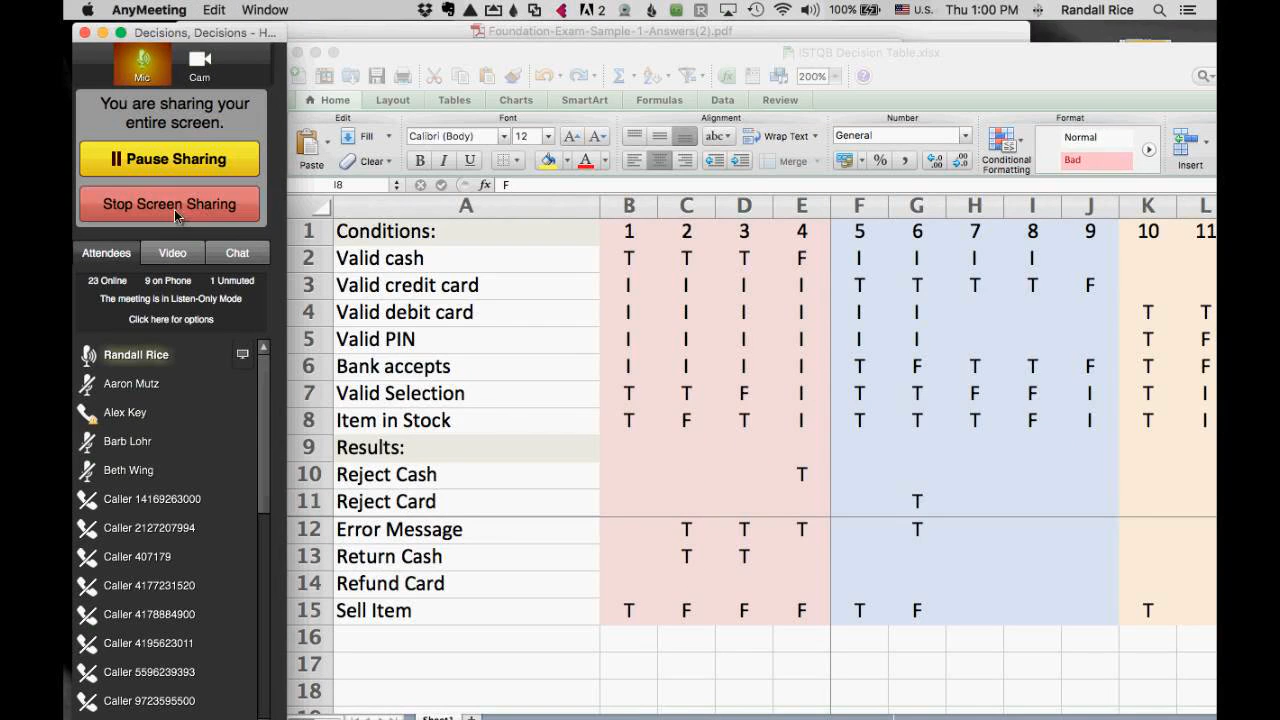 AnyMeeting Edit Window 2 100% U.S. Thu 1:00 PM Randall Rice
Decisions, Decisions - H...
Foundation-Exam-Sample-1-Answers(2).pdf
ISTQB Decision Table.xlsx
Mic Cam
You are sharing your
entire screen.
Pause Sharing
Stop Screen Sharing
Attendees Video Chat
23 Online 9 on Phone 1 Unmuted
The meeting is in Listen-Only Mode
Click here for options
Randall Rice
Aaron Mutz
Alex Key
Barb Lohr
Beth Wing
Caller 14169263000
Caller 2127207994
Caller 407179
Caller 4177231520
Caller 4178884900
Caller 4195623011
Caller 5596239393
Caller 9723595500
200%
Home Layout Tables Charts SmartArt Formulas Data Review
Edit Font Alignment Number Format
Paste Fill Calibri (Body) 12 A A abc Wrap Text General Conditional Formatting Normal Insert
Clear B I U A Merge % , Bad
I8 fx F
A B C D E F G H I J K L
1 Conditions: 1 2 3 4 5 6 7 8 9 10 11
2 Valid cash T T T F I I I I
3 Valid credit card I I I I T T T T F
4 Valid debit card I I I I I I T T
5 Valid PIN I I I I I I T F
6 Bank accepts I I I I T F T T F T F
7 Valid Selection T T F I T T F F I T I
8 Item in Stock T F T I T T T F I T I
9 Results:
10 Reject Cash T
11 Reject Card T
12 Error Message T T T T
13 Return Cash T T
14 Refund Card
15 Sell Item T F F F T F T
16
17
18
Sheet1